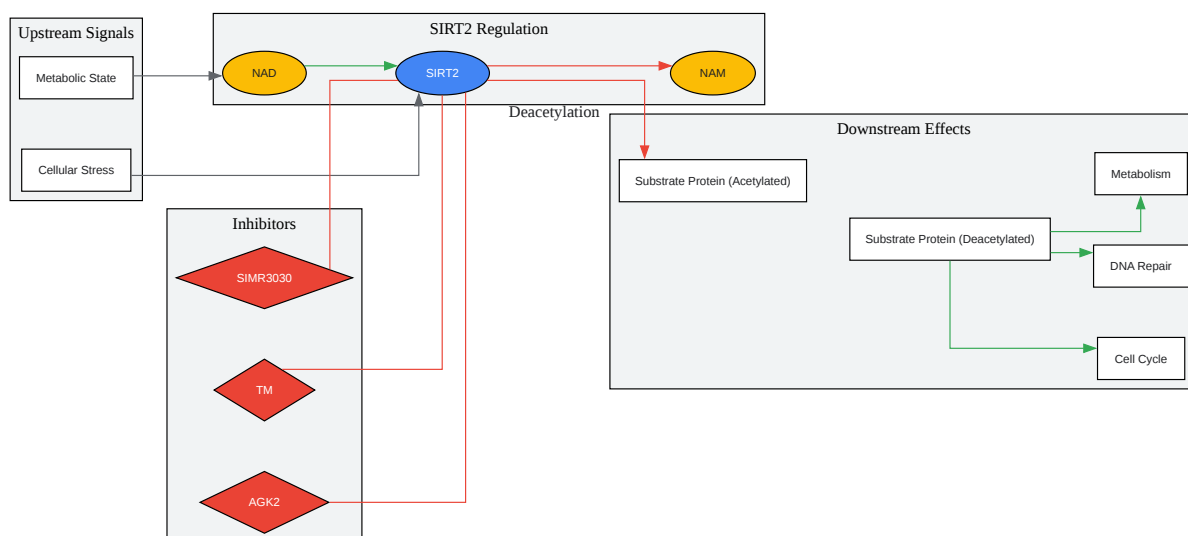 Upstream Signals
Metabolic State
Cellular Stress
SIRT2 Regulation
NAD
SIRT2
NAM
Deacetylation
Inhibitors
SIMR3030
TM
AGK2
Downstream Effects
Substrate Protein (Acetylated)
Substrate Protein (Deacetylated)
Metabolism
DNA Repair
Cell Cycle